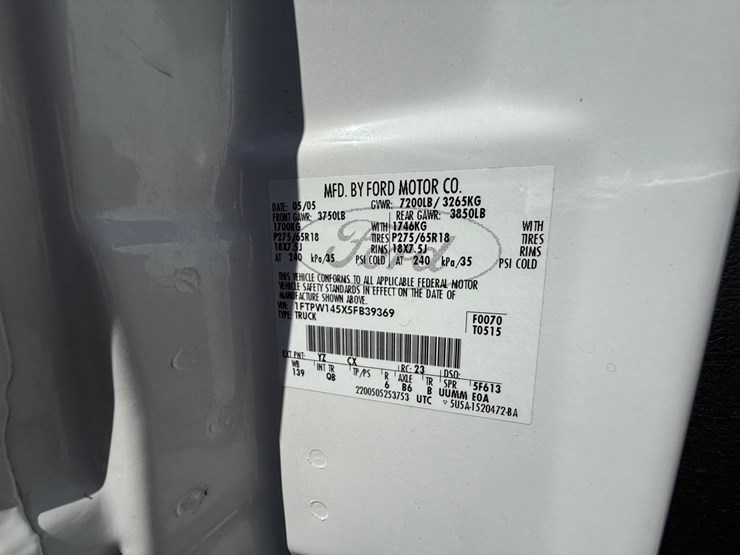 MFD. BY FORD MOTOR CO.
DATE: 05/05 GVWR: 7200LB/ 3265KG
FRONT GAWR: 3750LB REAR GAWR: 3850LB
1700KG WITH 1746KG WITH
P275/65R18 TIRES P275/65R18 TIRES
18X7.5J RIMS 18X7.5J RIMS
AT 240 kPa/35 PSI COLD AT 240 kPa/35 PSI COLD
Ford
THIS VEHICLE CONFORMS TO ALL APPLICABLE FEDERAL MOTOR
VEHICLE SAFETY STANDARDS IN EFFECT ON THE DATE OF
MANUFACTURE SHOWN ABOVE.
VIN: 1FTPW145X5FB39369 F0070
TYPE: TRUCK T0515
EXT PNT: YZ CX RC: 23 DSO:
WB INT TR TP/PS R AXLE TR SPR 5F613
139 QB 6 B6 B UUMM E0A
2200505253753 UTC 5U5A-1520472-BA